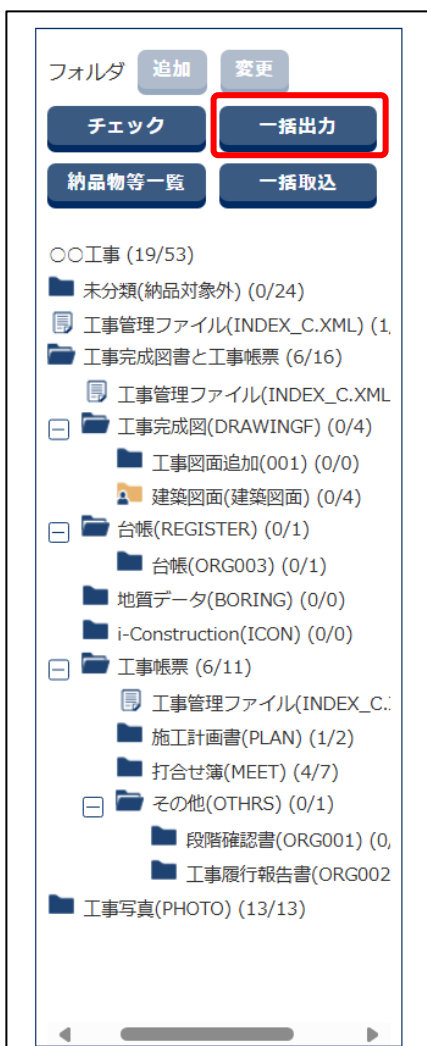 フォルダ 追加 変更
チェック 一括出力
納品物等一覧 一括取込
○○工事 (19/53)
未分類(納品対象外) (0/24)
工事管理ファイル(INDEX_C.XML) (1,
工事完成図書と工事帳票 (6/16)
工事管理ファイル(INDEX_C.XML
工事完成図(DRAWINGF) (0/4)
工事図面追加(001) (0/0)
建築図面(建築図面) (0/4)
台帳(REGISTER) (0/1)
台帳(ORG003) (0/1)
地質データ(BORING) (0/0)
i-Construction(ICON) (0/0)
工事帳票 (6/11)
工事管理ファイル(INDEX_C.
施工計画書(PLAN) (1/2)
打合せ簿(MEET) (4/7)
その他(OTHRS) (0/1)
段階確認書(ORG001) (0,
工事履行報告書(ORG002
工事写真(PHOTO) (13/13)